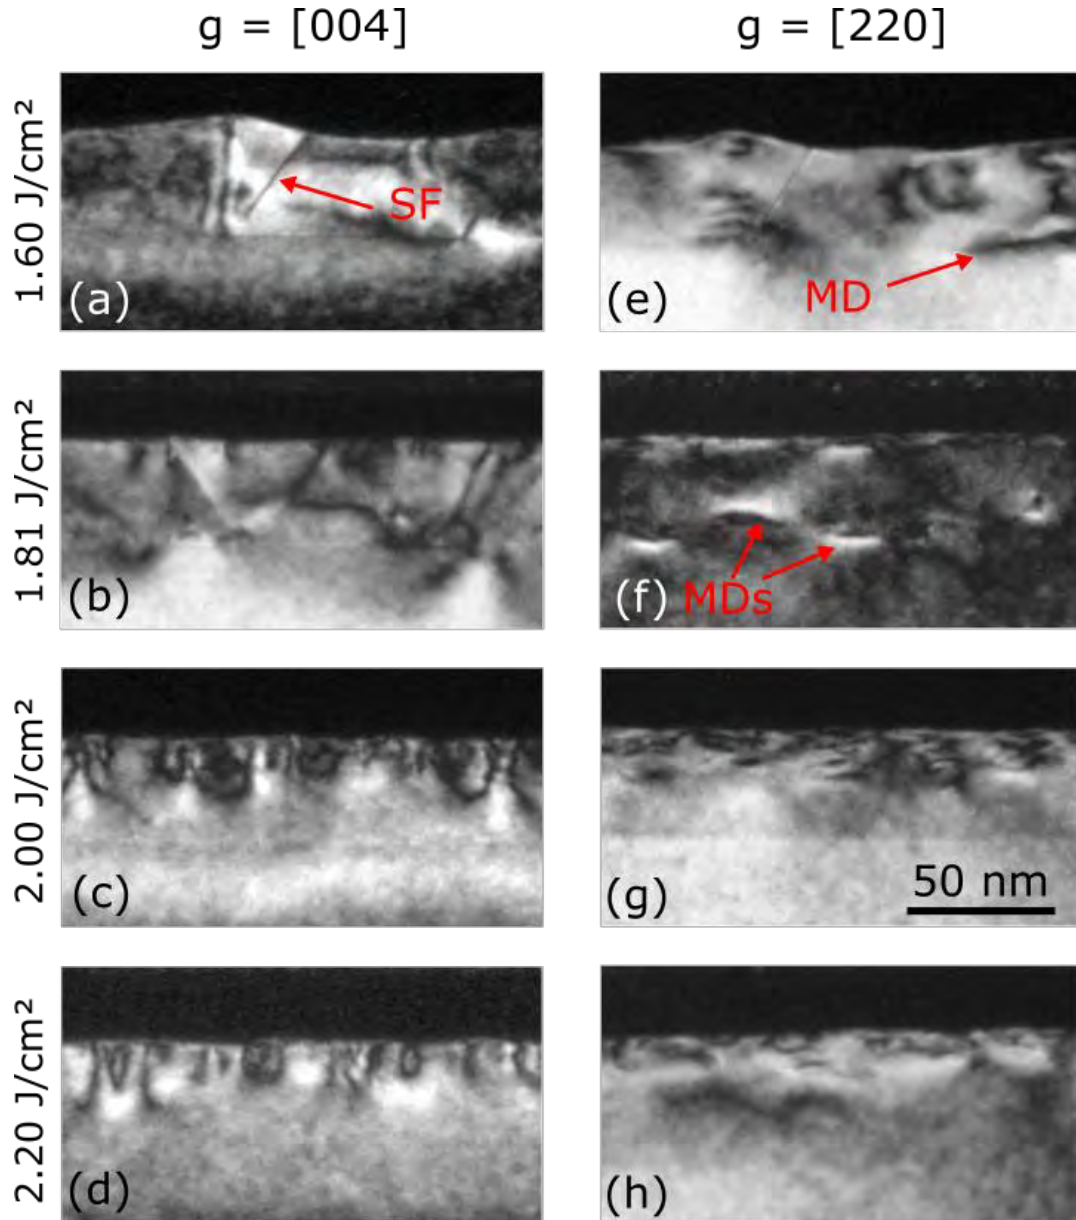 g = [004]
g = [220]
1.60 J/cm²
SF
(a)
MD
(e)
1.81 J/cm²
(b)
MDs
(f)
2.00 J/cm²
(c)
50 nm
(g)
2.20 J/cm²
(d)
(h)